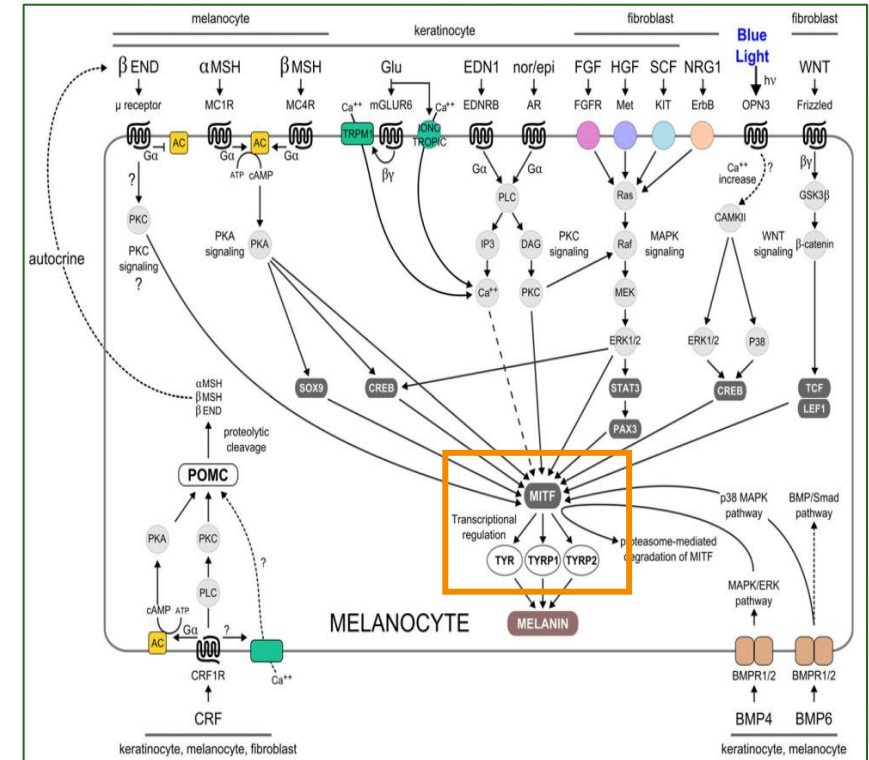 melanocyte
keratinocyte
fibroblast
fibroblast
Blue
Light
hν
βEND
αMSH
βMSH
Glu
EDN1
nor/epi
FGF
HGF
SCF
NRG1
WNT
μ receptor
MC1R
MC4R
Ca++
mGLUR6
Ca++
EDNRB
AR
FGFR
Met
KIT
ErbB
OPN3
Frizzled
TRPM1
IONO
TROPIC
AC
AC
Gα
Gα
Gα
ATP
cAMP
βγ
Gα
Gα
Ca++
increase
?
βγ
?
PLC
Ras
GSK3β
PKC
CAMKII
PKC
signaling
?
PKA
signaling
PKA
IP3
DAG
PKC
signaling
Raf
MAPK
signaling
WNT
signaling
β-catenin
autocrine
Ca++
PKC
MEK
ERK1/2
ERK1/2
P38
αMSH
βMSH
βEND
SOX9
CREB
STAT3
CREB
TCF
LEF1
PAX3
proteolytic
cleavage
POMC
MITF
p38 MAPK
pathway
BMP/Smad
pathway
Transcriptional
regulation
proteasome-mediated
degradation of MITF
PKA
PKC
?
TYR
TYRP1
TYRP2
MAPK/ERK
pathway
PLC
cAMP
ATP
MELANOCYTE
MELANIN
AC
Gα
?
CRF1R
Ca++
BMPR1/2
BMPR1/2
CRF
BMP4
BMP6
keratinocyte, melanocyte, fibroblast
keratinocyte, melanocyte